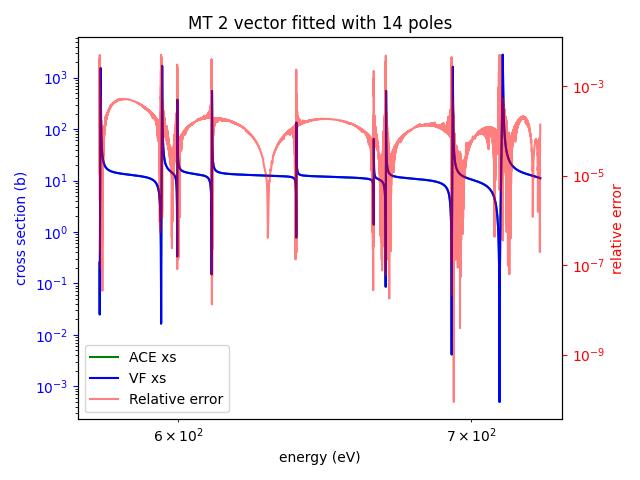 MT 2 vector fitted with 14 poles
cross section (b)
10³
10²
10¹
10⁰
10⁻¹
10⁻²
10⁻³
ACE xs
VF xs
Relative error
10⁻³
10⁻⁵
10⁻⁷
10⁻⁹
relative error
6 × 10²
7 × 10²
energy (eV)